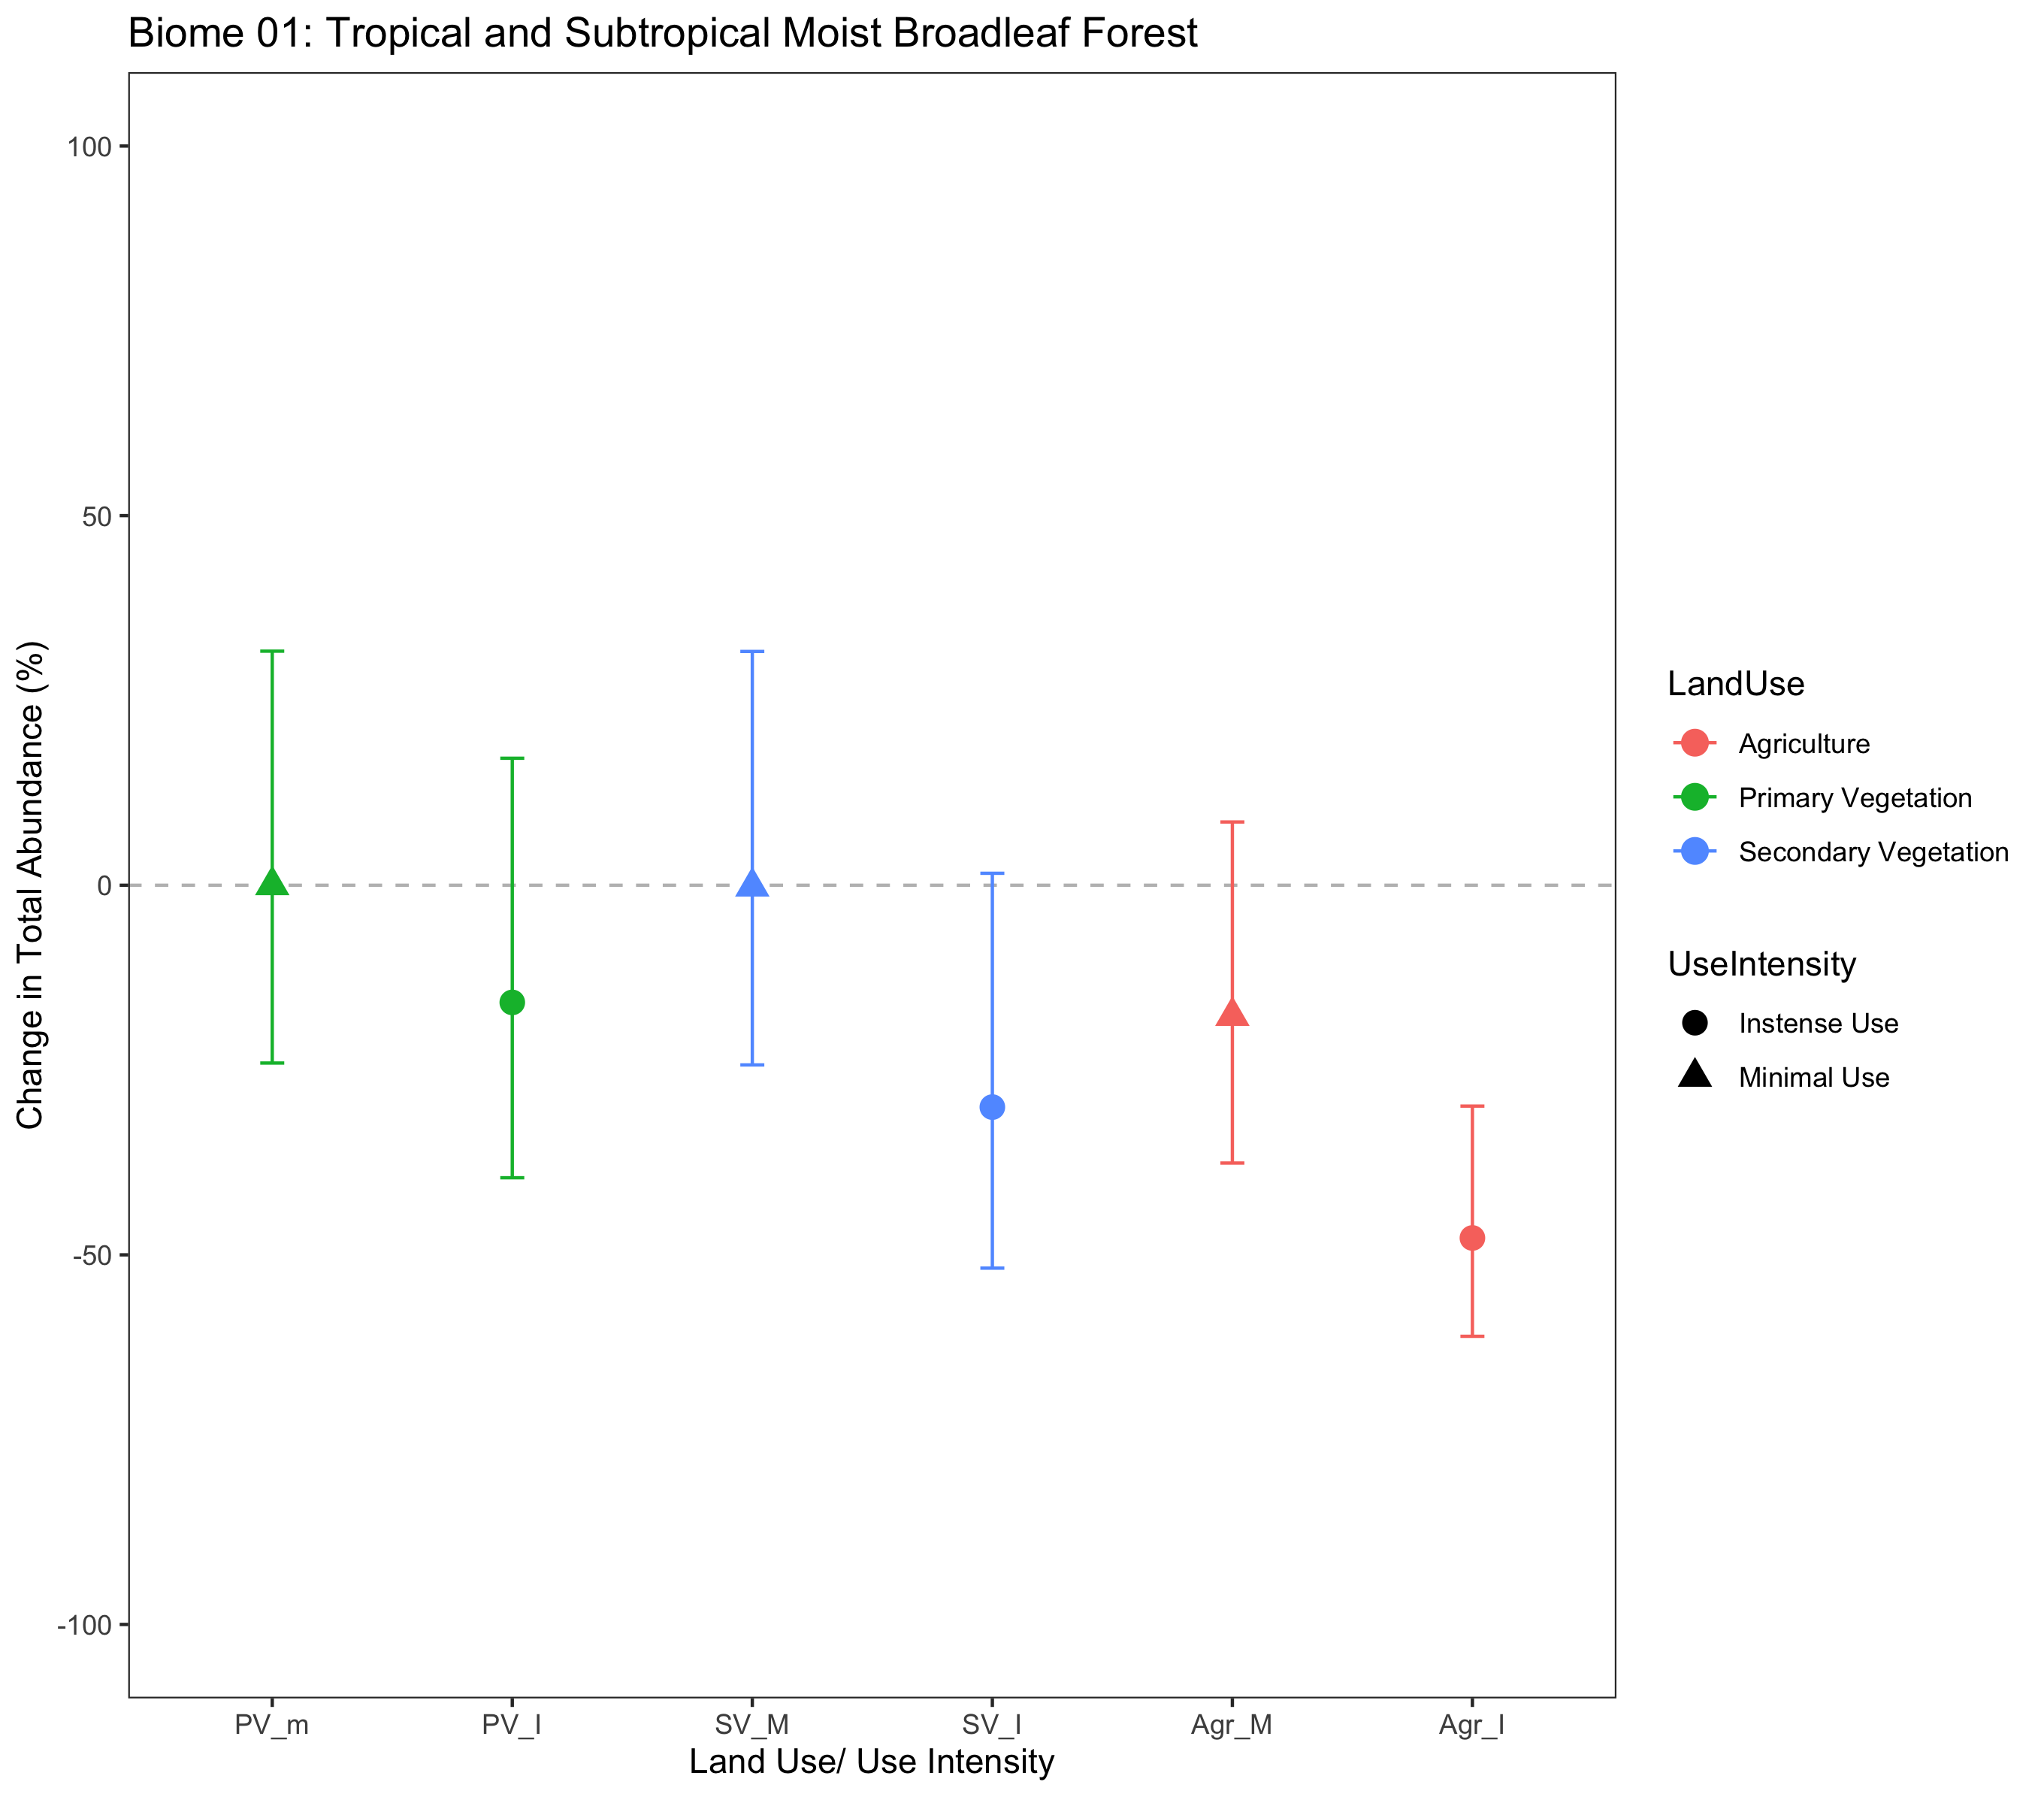 Biome 01: Tropical and Subtropical Moist Broadleaf Forest
Change in Total Abundance (%)
100
50
0
-50
-100
PV_m PV_I SV_M SV_I Agr_M Agr_I
Land Use/ Use Intensity
LandUse
Agriculture
Primary Vegetation
Secondary Vegetation
UseIntensity
Instense Use
Minimal Use